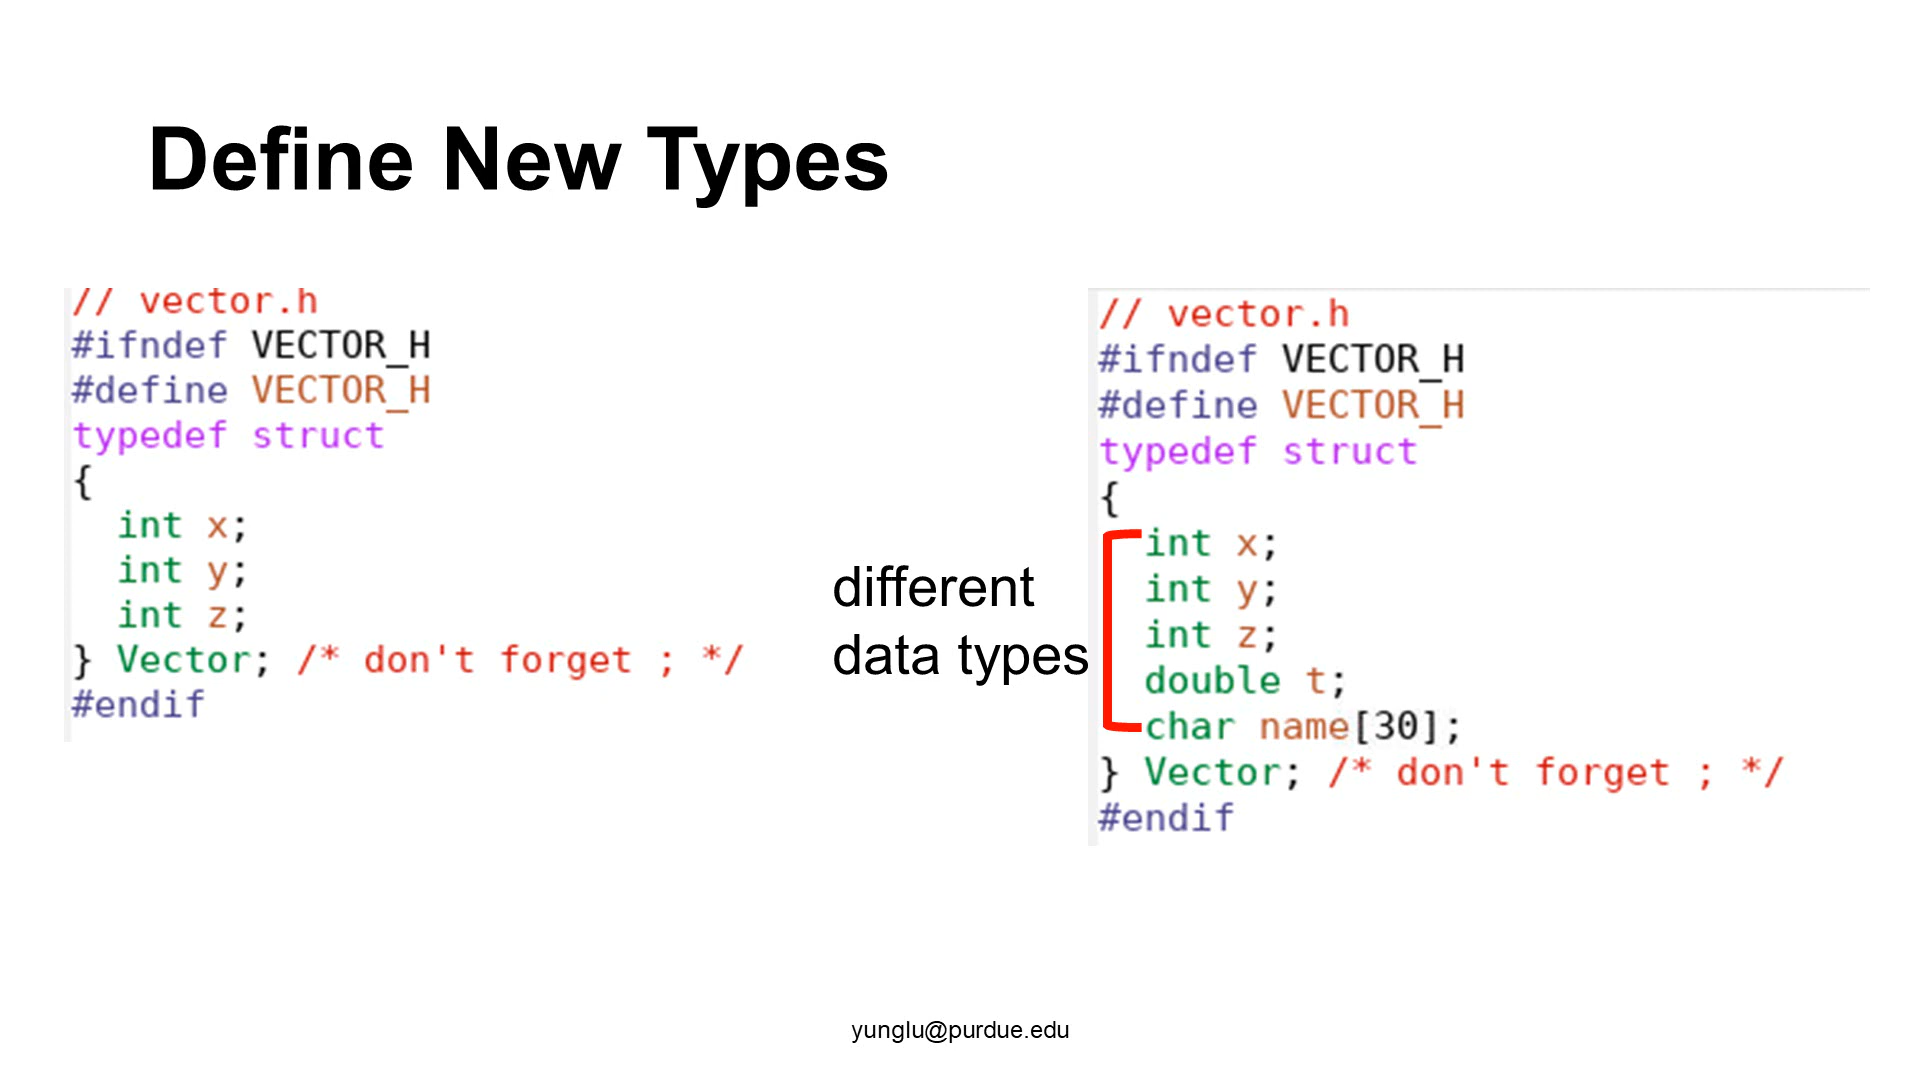 Define New Types
// vector.h
#ifndef VECTOR_H
#define VECTOR_H
typedef struct
{
int x;
int y;
int z;
} Vector; /* don't forget ; */
#endif
different
data types
// vector.h
#ifndef VECTOR_H
#define VECTOR_H
typedef struct
{
int x;
int y;
int z;
double t;
char name[30];
} Vector; /* don't forget ; */
#endif
yunglu@purdue.edu